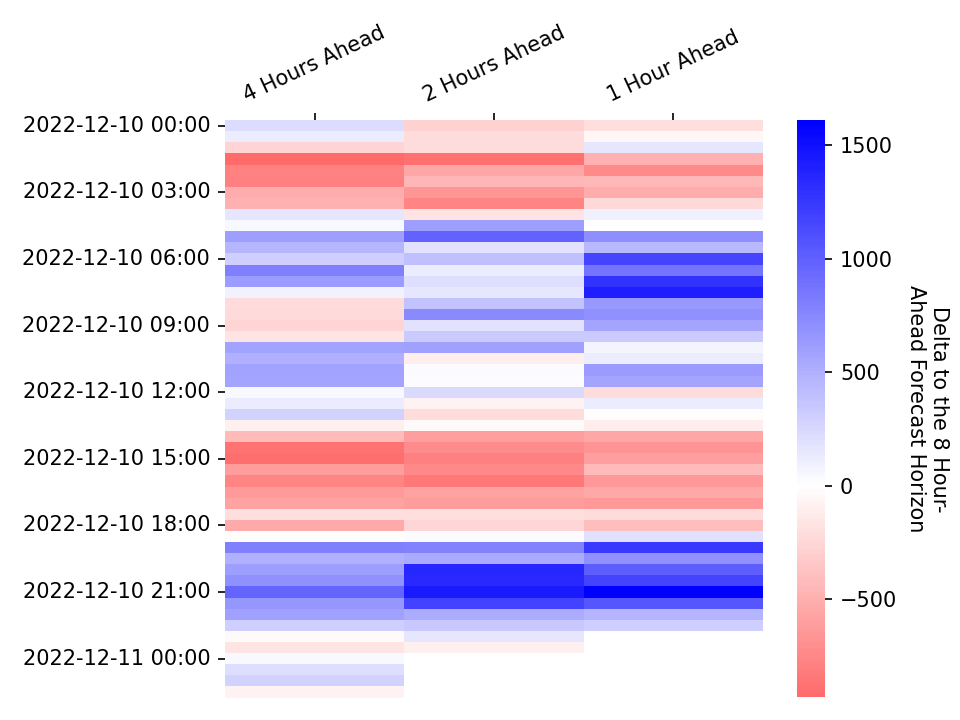 4 Hours Ahead
2 Hours Ahead
1 Hour Ahead
2022-12-10 00:00
2022-12-10 03:00
2022-12-10 06:00
2022-12-10 09:00
2022-12-10 12:00
2022-12-10 15:00
2022-12-10 18:00
2022-12-10 21:00
2022-12-11 00:00
1500
1000
500
0
−500
Delta to the 8 Hour-
Ahead Forecast Horizon